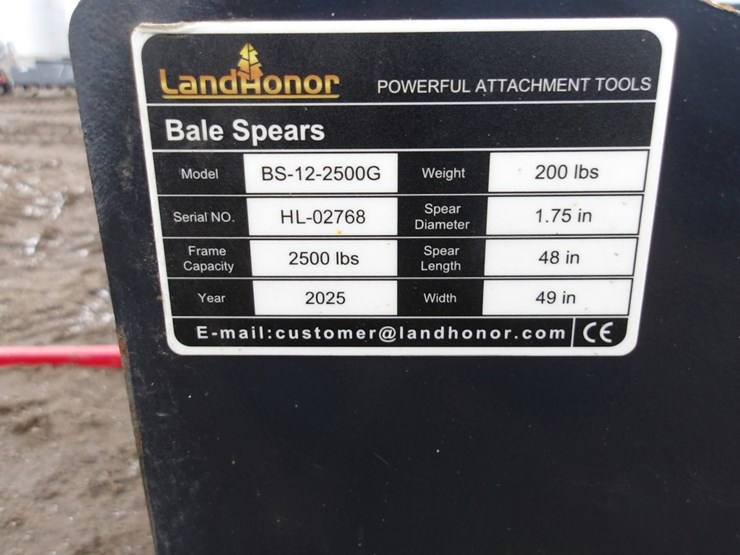 LandHonor POWERFUL ATTACHMENT TOOLS
Bale Spears
Model BS-12-2500G Weight 200 lbs
Serial NO. HL-02768 Spear Diameter 1.75 in
Frame Capacity 2500 lbs Spear Length 48 in
Year 2025 Width 49 in
E-mail:customer@landhonor.com CE